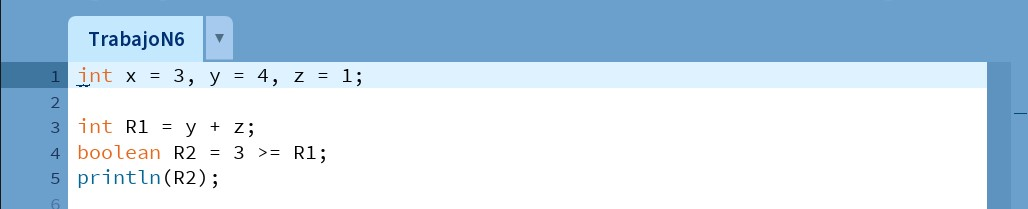 TrabajoN6 ▼
1 int x = 3, y = 4, z = 1;
2
3 int R1 = y + z;
4 boolean R2 = 3 >= R1;
5 println(R2);
6